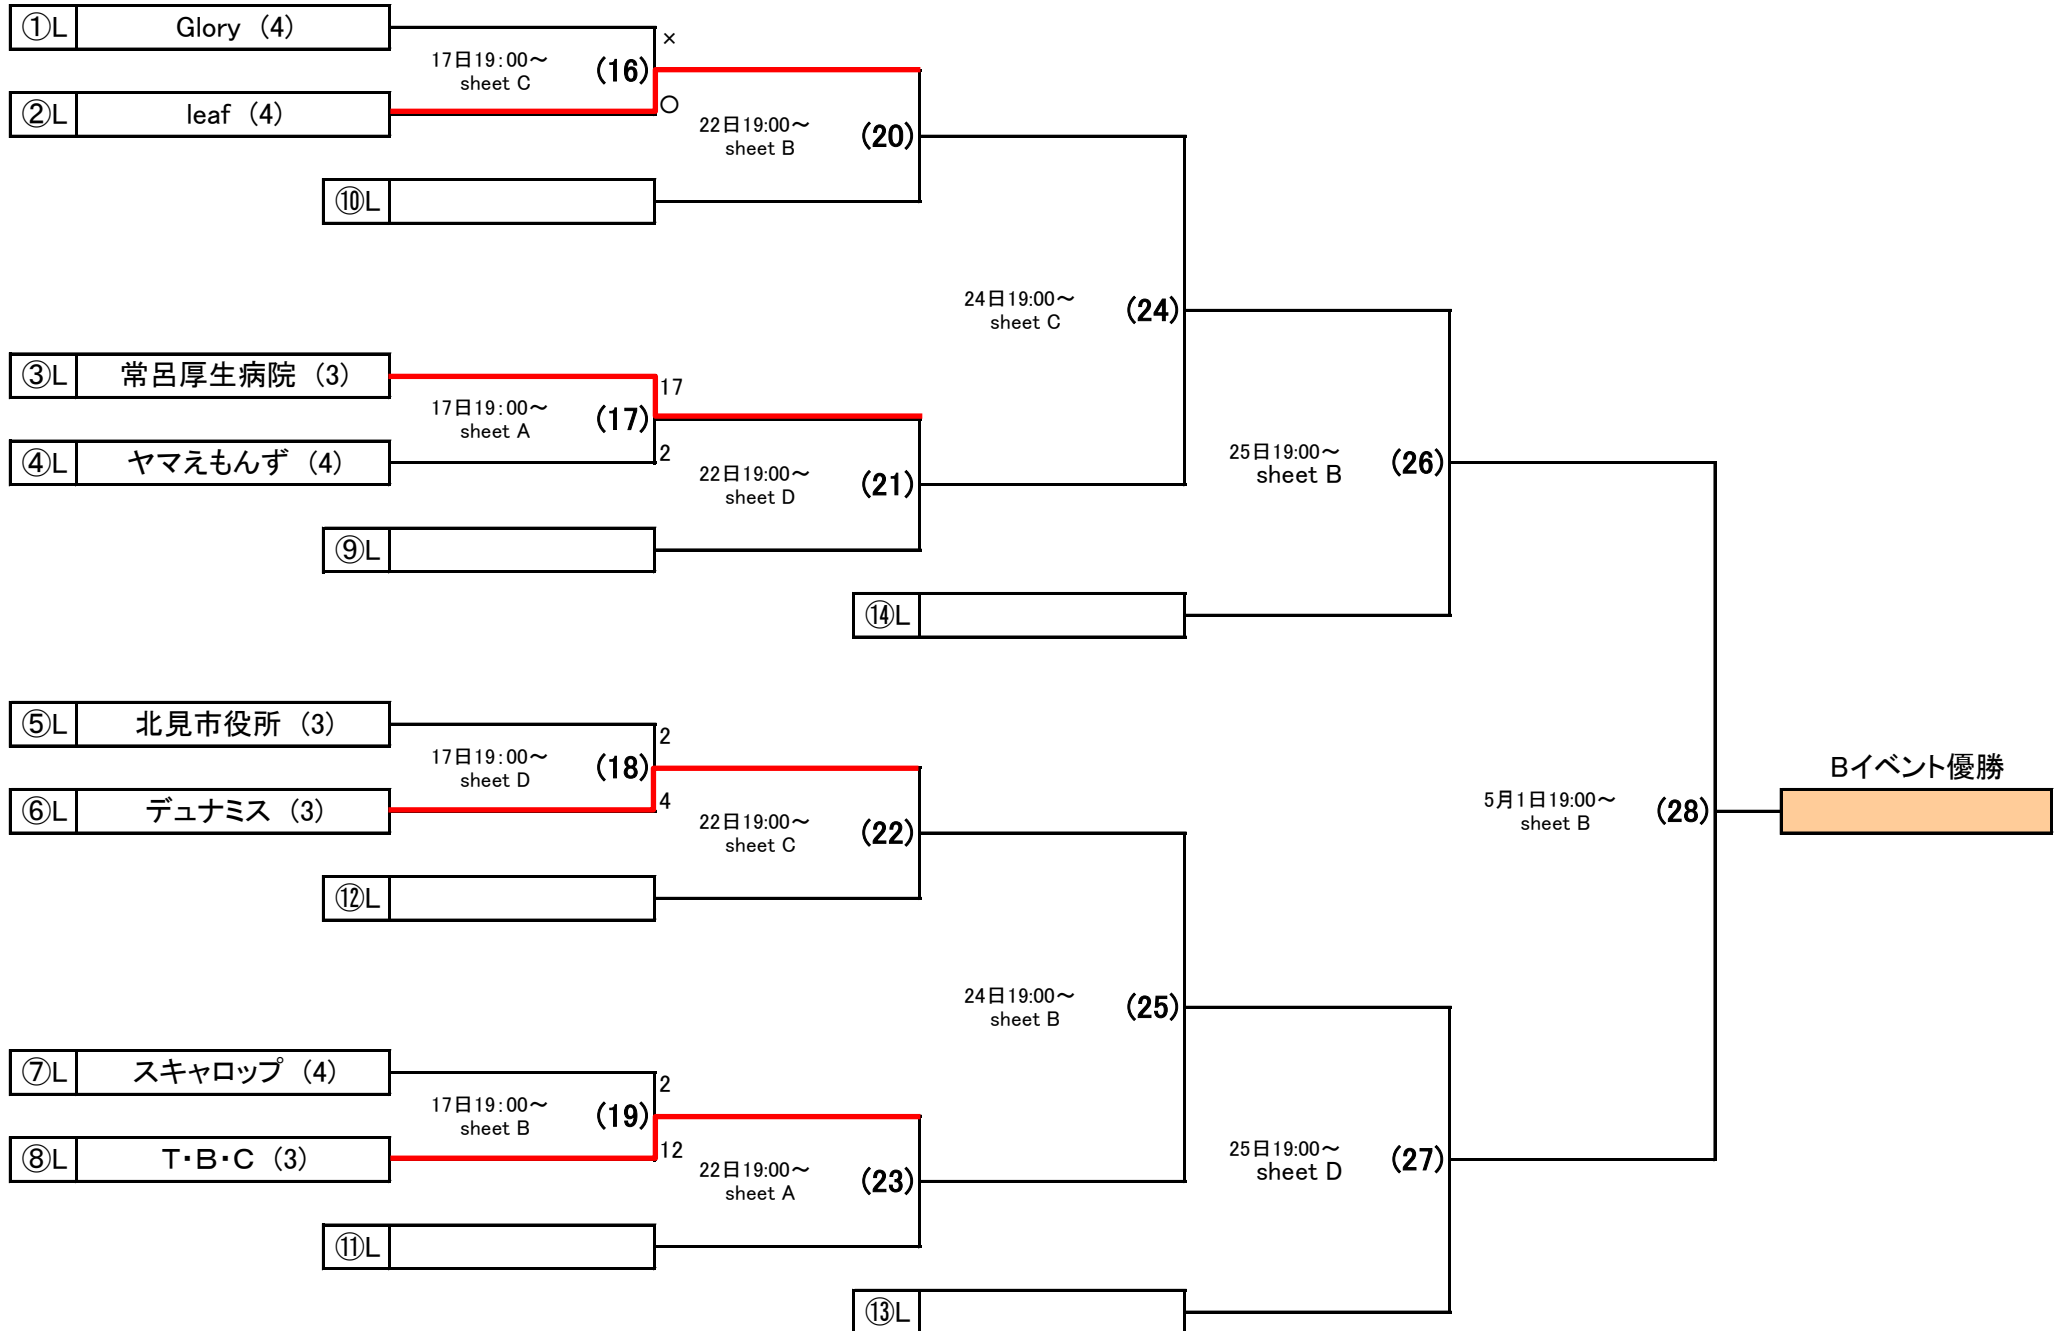 ①L Glory (4)
×
17日19:00～
sheet C
(16)
②L leaf (4)
○
22日19:00～
sheet B
(20)
⑩L
24日19:00～
sheet C
(24)
③L 常呂厚生病院 (3)
17
17日19:00～
sheet A
(17)
④L ヤマえもんず (4)
2
22日19:00～
sheet D
(21)
25日19:00～
sheet B
(26)
⑨L
⑭L
⑤L 北見市役所 (3)
2
17日19:00～
sheet D
(18)
⑥L デュナミス (3)
4
22日19:00～
sheet C
(22)
5月1日19:00～
sheet B
(28)
Bイベント優勝
⑫L
24日19:00～
sheet B
(25)
⑦L スキャロップ (4)
2
17日19:00～
sheet B
(19)
⑧L T・B・C (3)
12
22日19:00～
sheet A
(23)
25日19:00～
sheet D
(27)
⑪L
⑬L